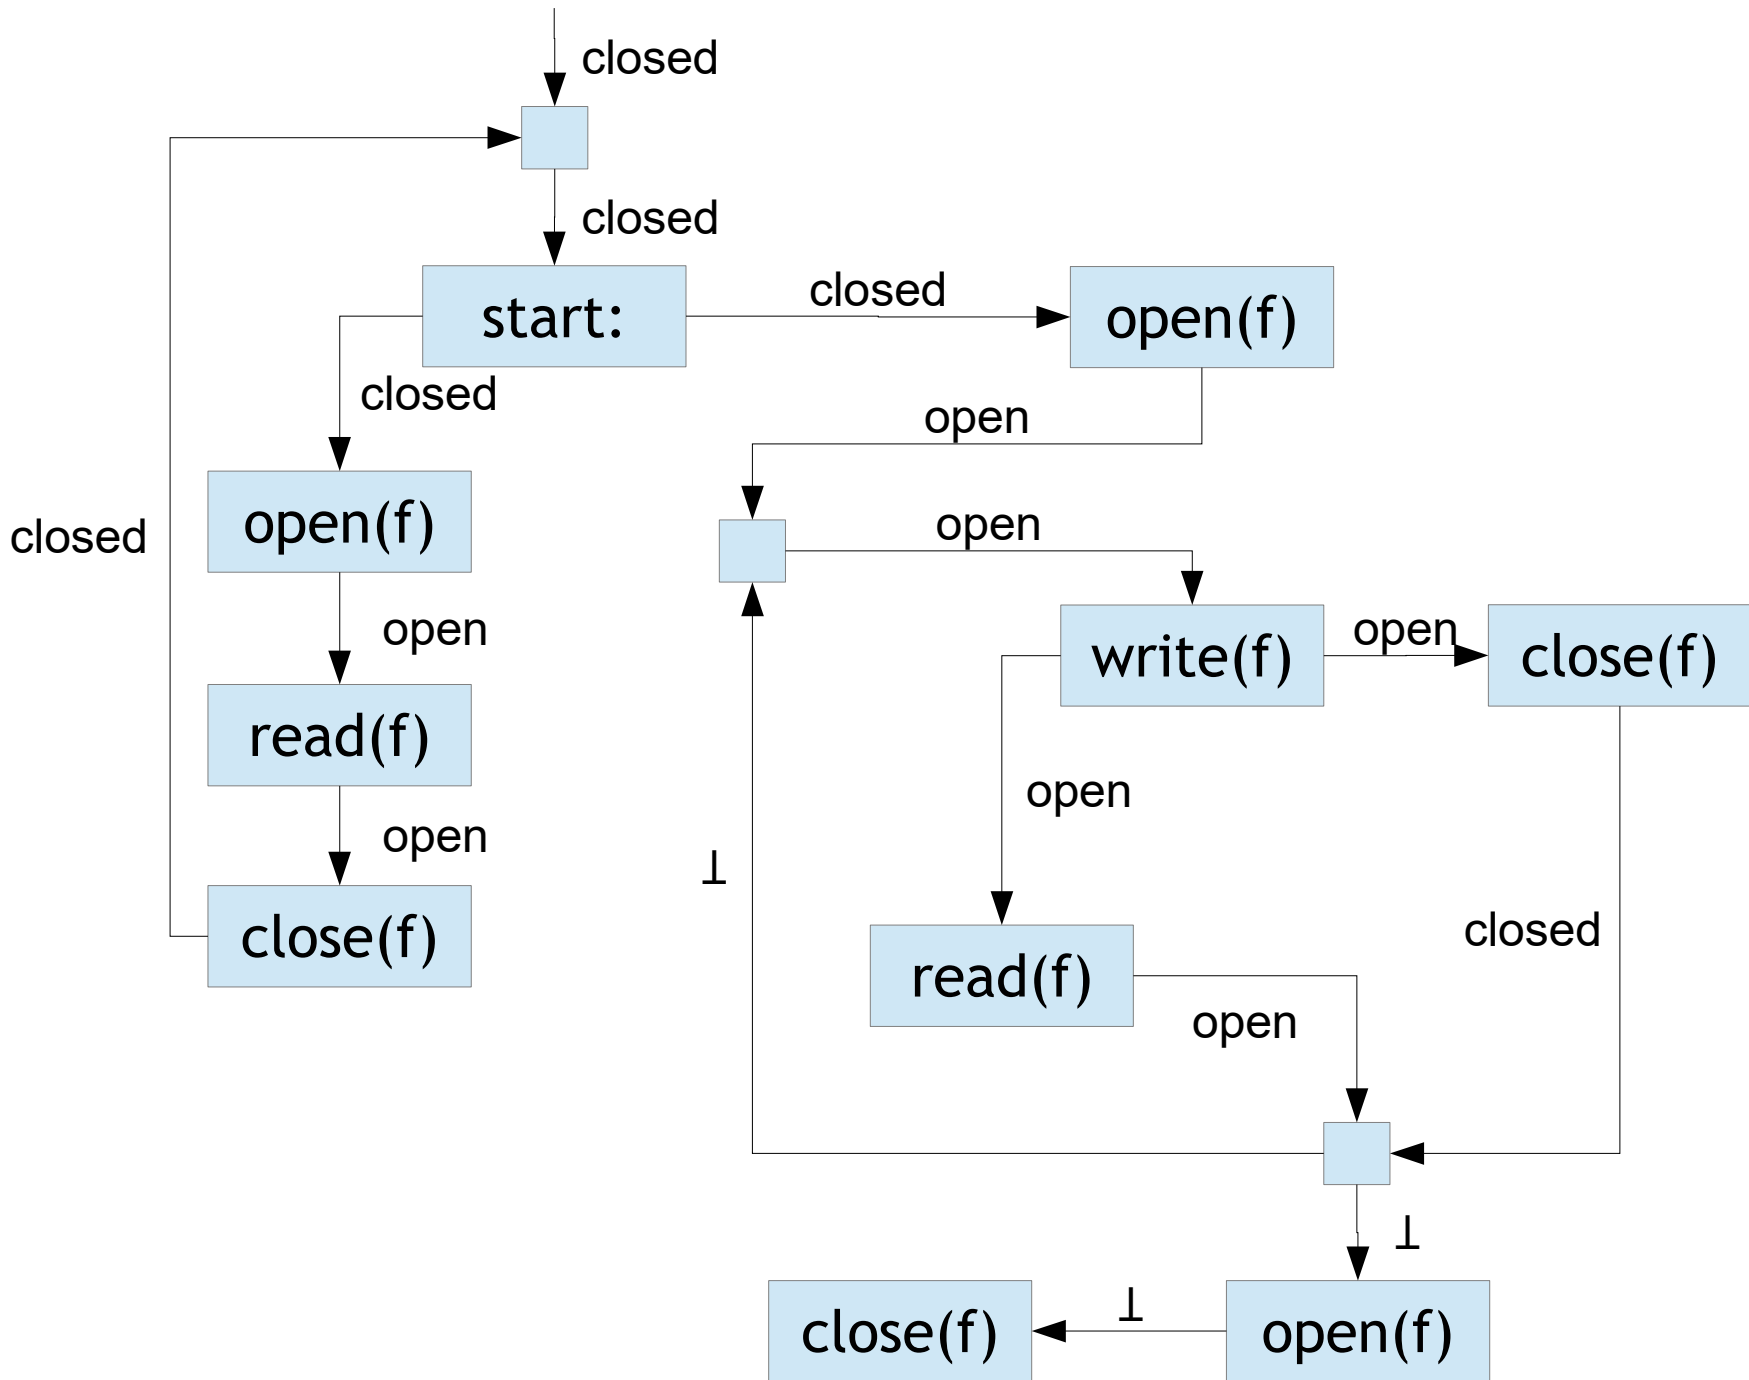 closed
closed
start:
closed
open(f)
closed
open
open(f)
closed
open
open
write(f)
open
close(f)
read(f)
open
open
⊥
closed
close(f)
read(f)
open
⊥
close(f)
⊥
open(f)